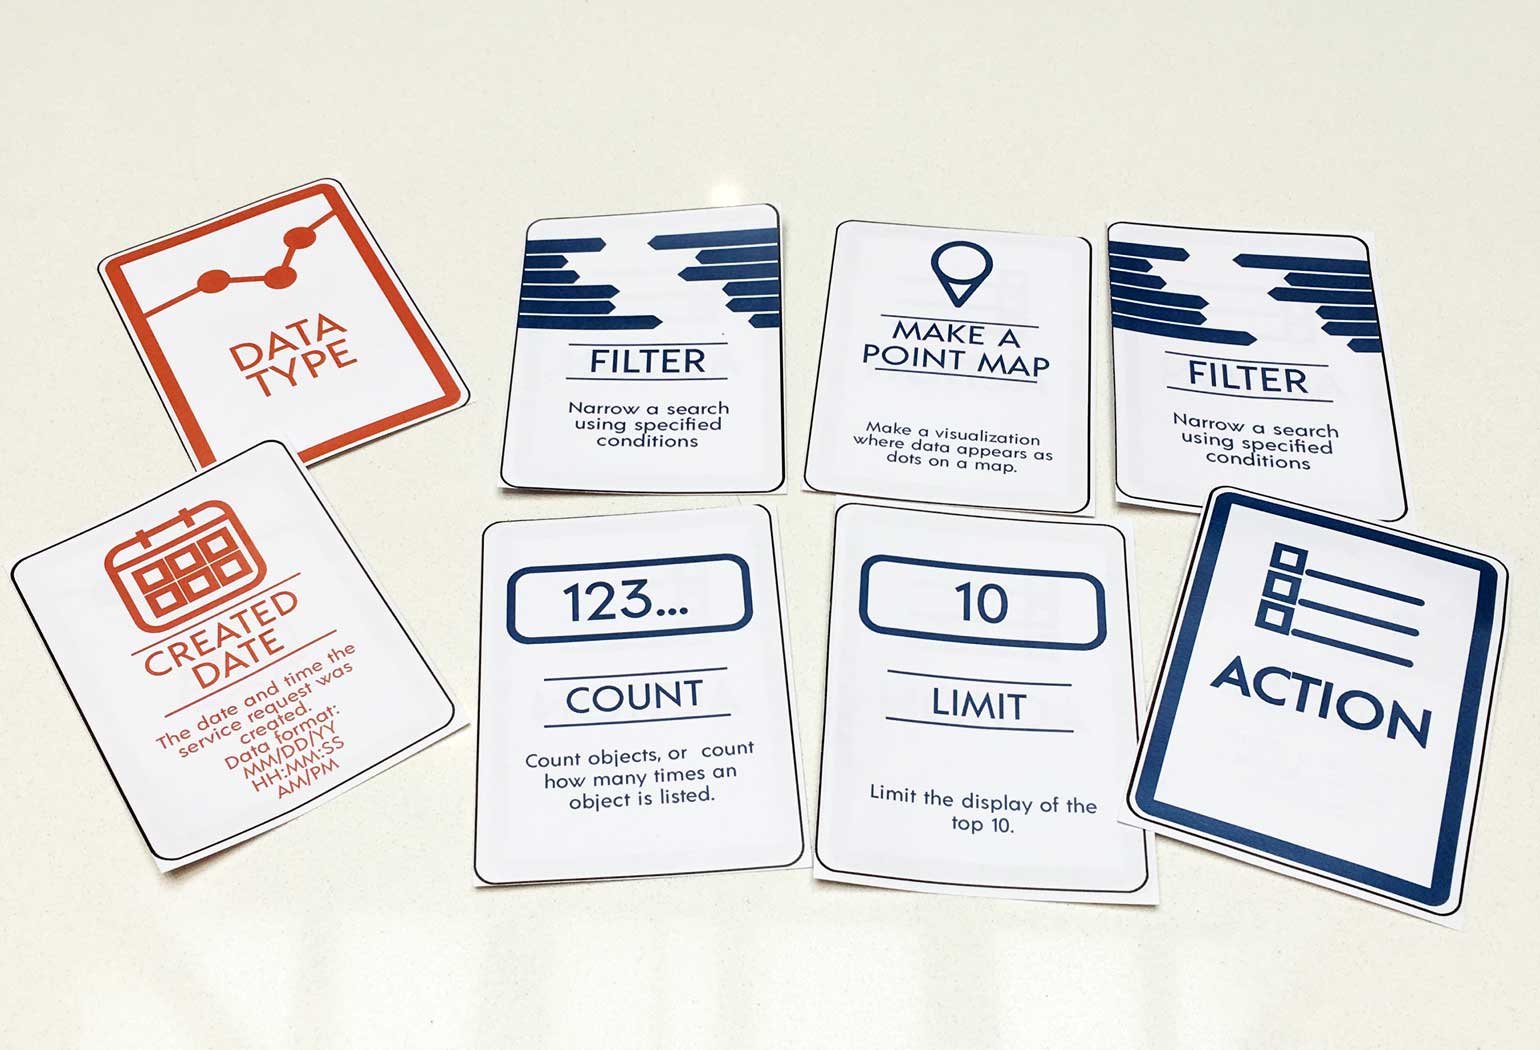 DATA
TYPE
FILTER
Narrow a search
using specified
conditions
MAKE A
POINT MAP
Make a visualization
where data appears as
dots on a map.
FILTER
Narrow a search
using specified
conditions
CREATED
DATE
The date and time the
service request was
created.
Data format:
MM/DD/YY
HH:MM:SS
AM/PM
123...
COUNT
Count objects, or count
how many times an
object is listed.
10
LIMIT
Limit the display of the
top 10.
ACTION